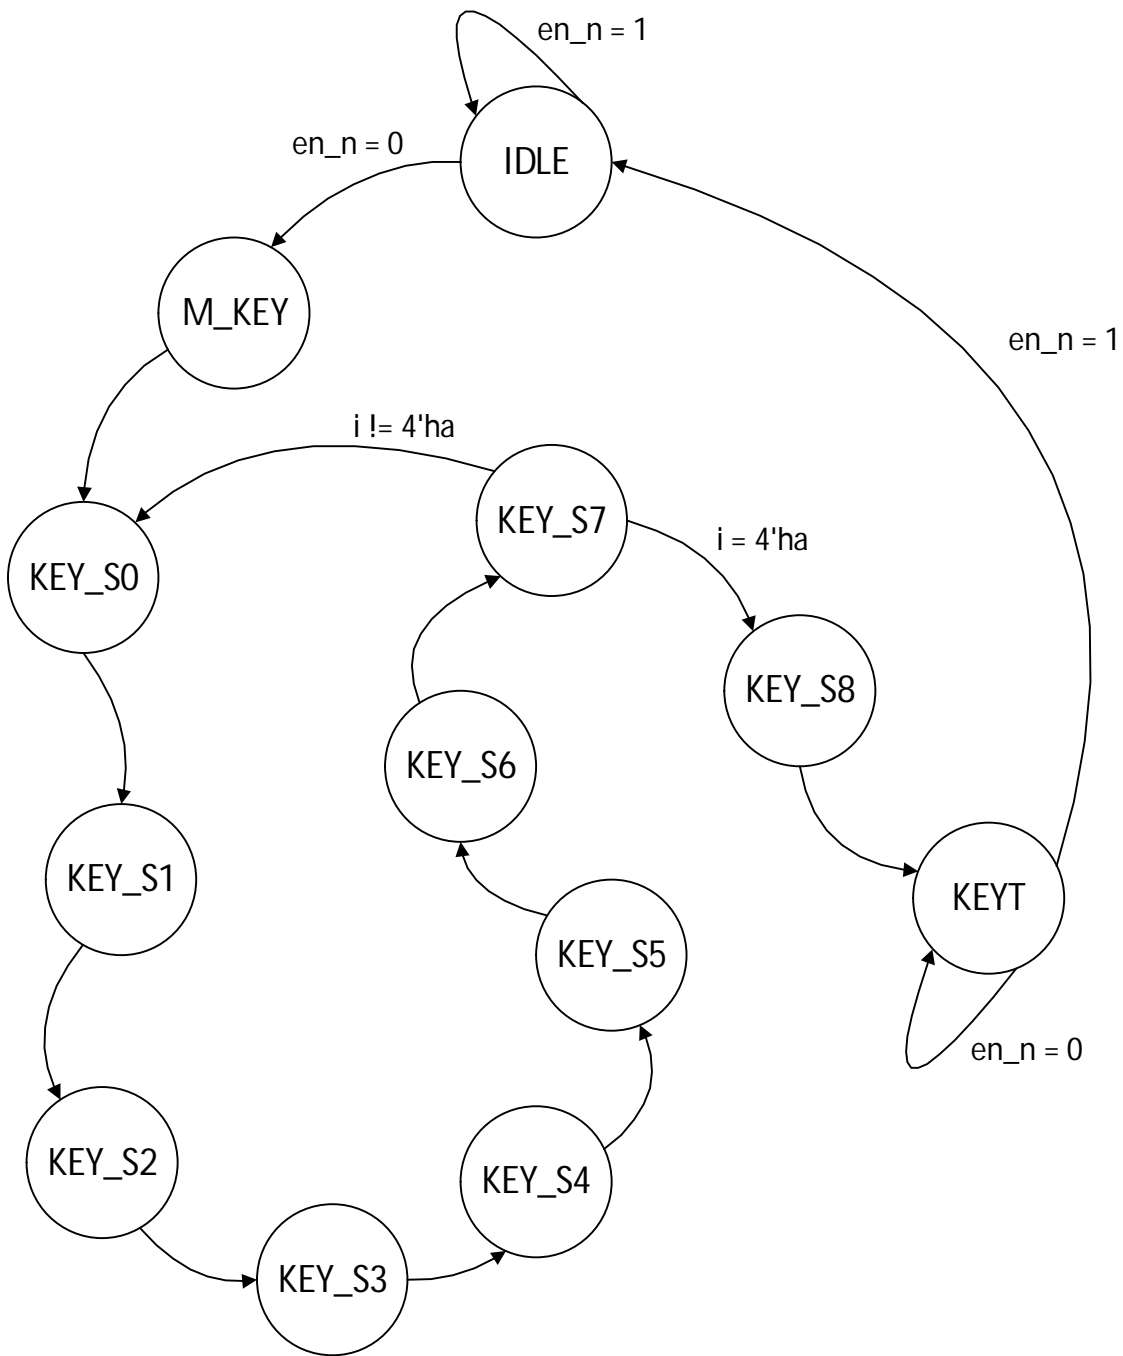 en_n = 1
en_n = 0
IDLE
M_KEY
en_n = 1
i != 4'ha
KEY_S7
i = 4'ha
KEY_S0
KEY_S8
KEY_S6
KEY_S1
KEYT
KEY_S5
en_n = 0
KEY_S2
KEY_S4
KEY_S3